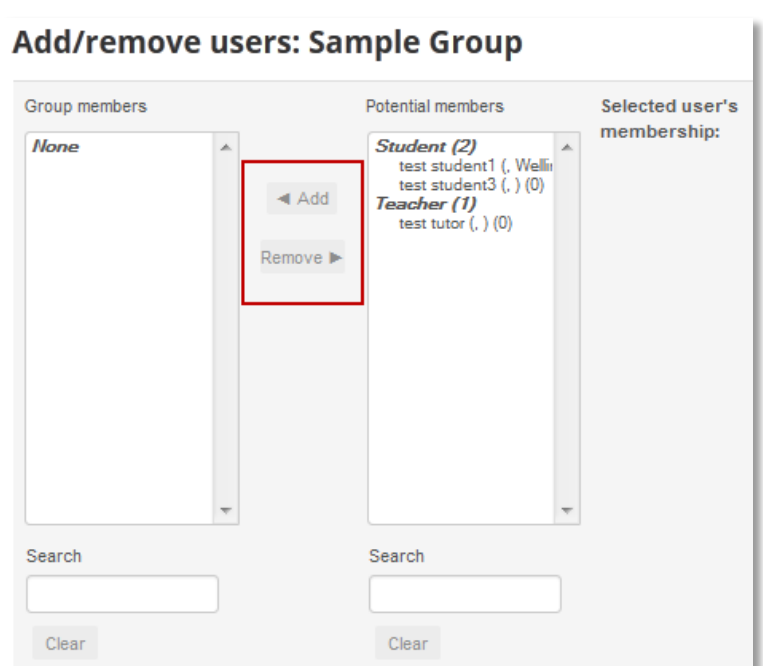 Add/remove users: Sample Group
Group members
None
◄ Add
Remove ►
Potential members
Student (2)
test student1 (, Wellin
test student3 (, ) (0)
Teacher (1)
test tutor (, ) (0)
Selected user's
membership:
Search
Clear
Search
Clear